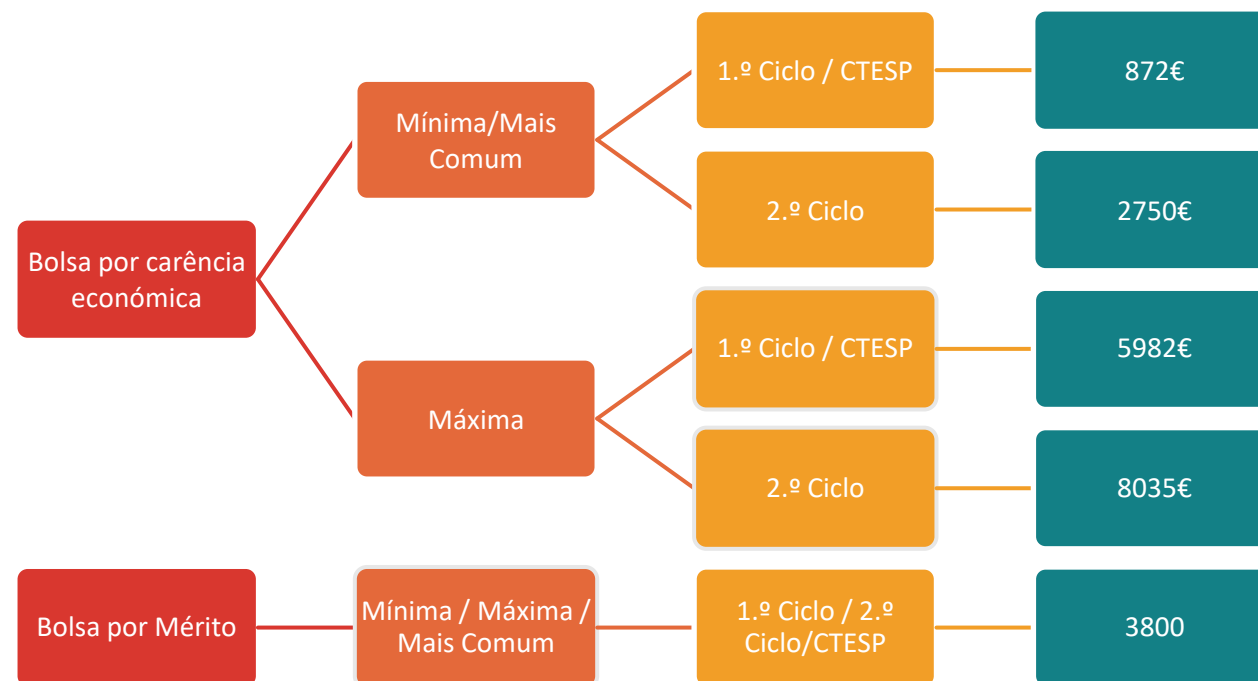 Bolsa por carência
económica
Mínima/Mais
Comum
1.º Ciclo / CTESP
872€
2.º Ciclo
2750€
Máxima
1.º Ciclo / CTESP
5982€
2.º Ciclo
8035€
Bolsa por Mérito
Mínima / Máxima /
Mais Comum
1.º Ciclo / 2.º
Ciclo/CTESP
3800